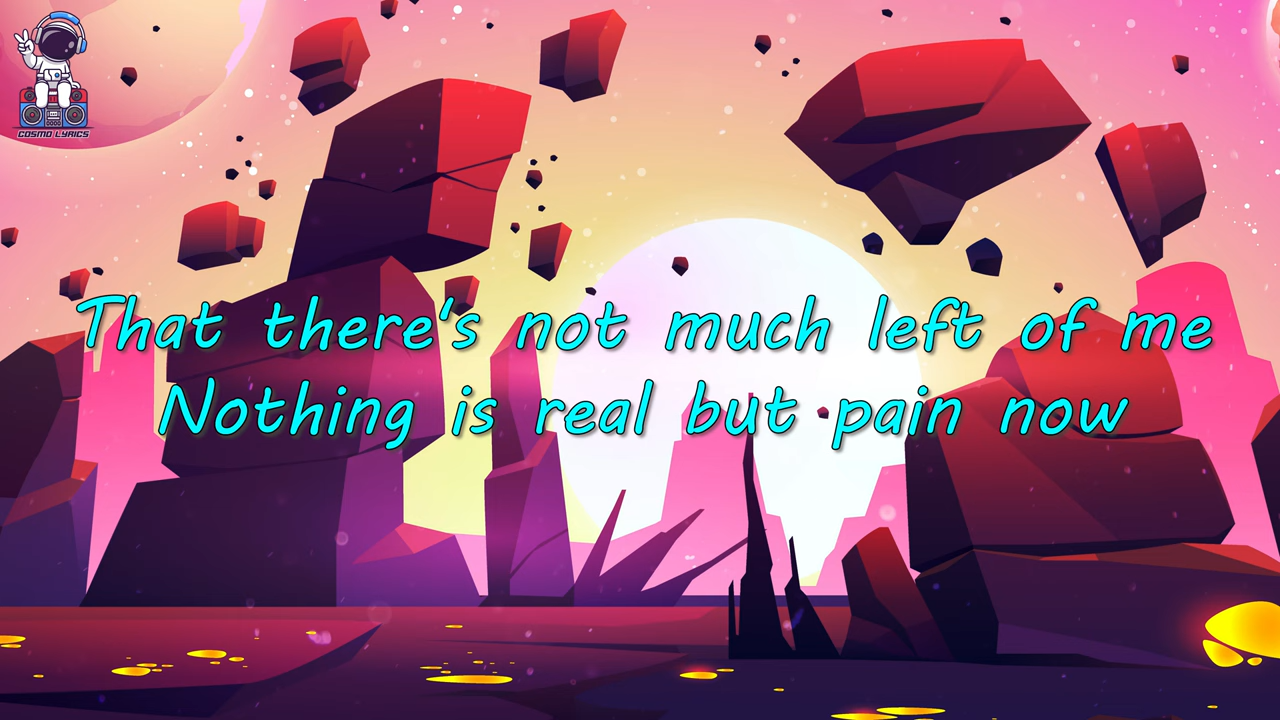 COSMO LYRICS
That there's not much left of me
Nothing is real but pain now